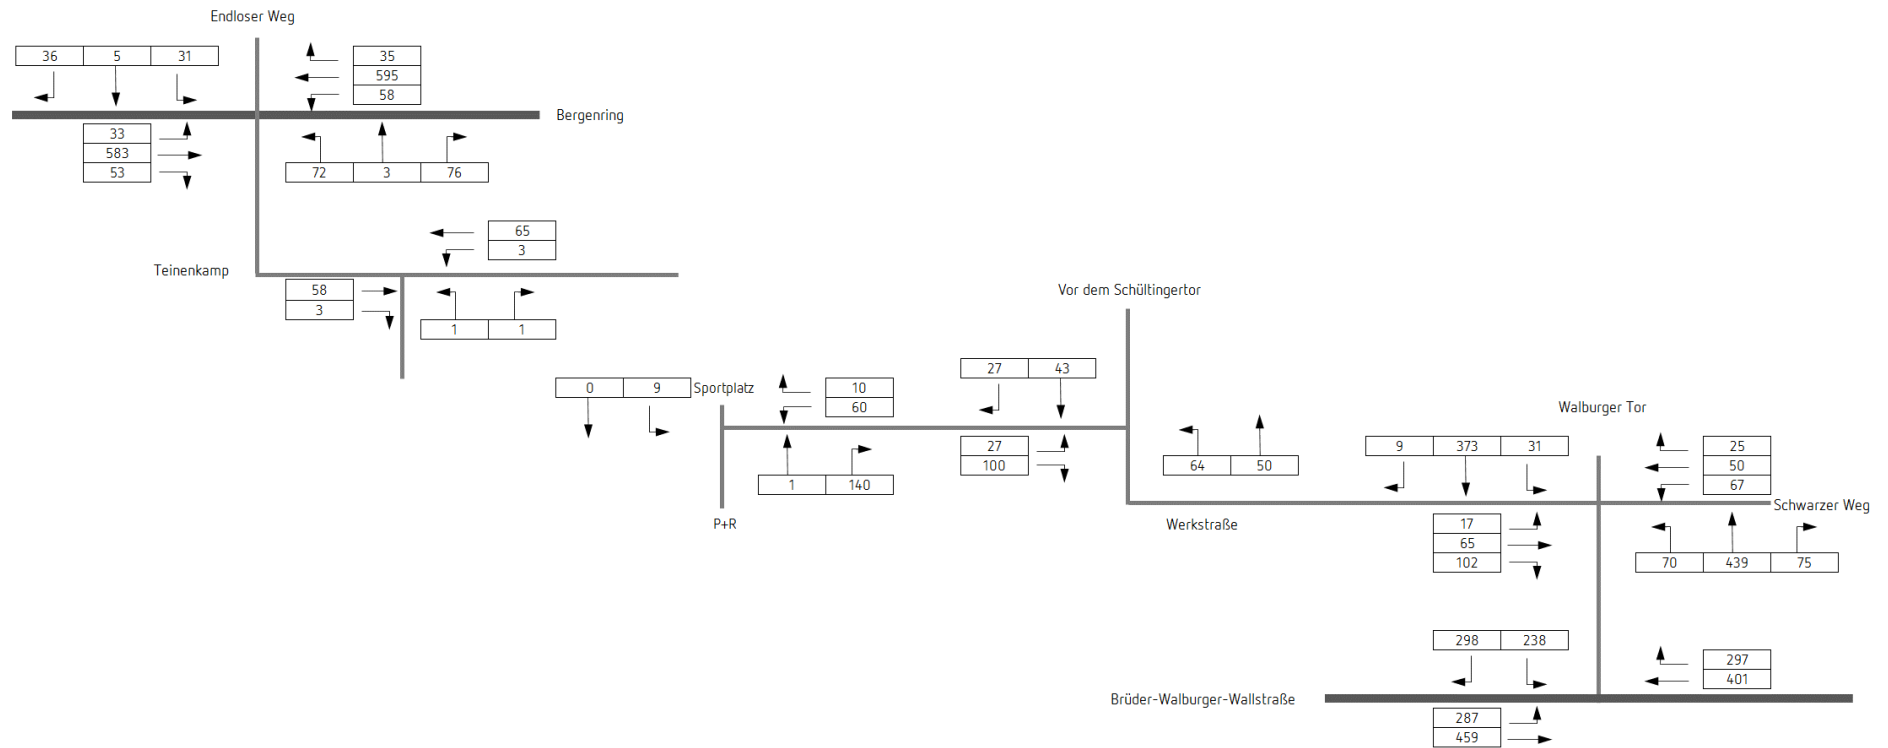 Endloser Weg
36 5 31
35
595
58
Bergenring
33
583
53
72 3 76
65
3
Teinenkamp
58
3
1 1
Vor dem Schültingertor
0 9
Sportplatz
10
60
27 43
27
100
1 140
P+R
64 50
Werkstraße
Walburger Tor
9 373 31
25
50
67
Schwarzer Weg
17
65
102
70 439 75
298 238
297
401
Brüder-Walburger-Wallstraße
287
459